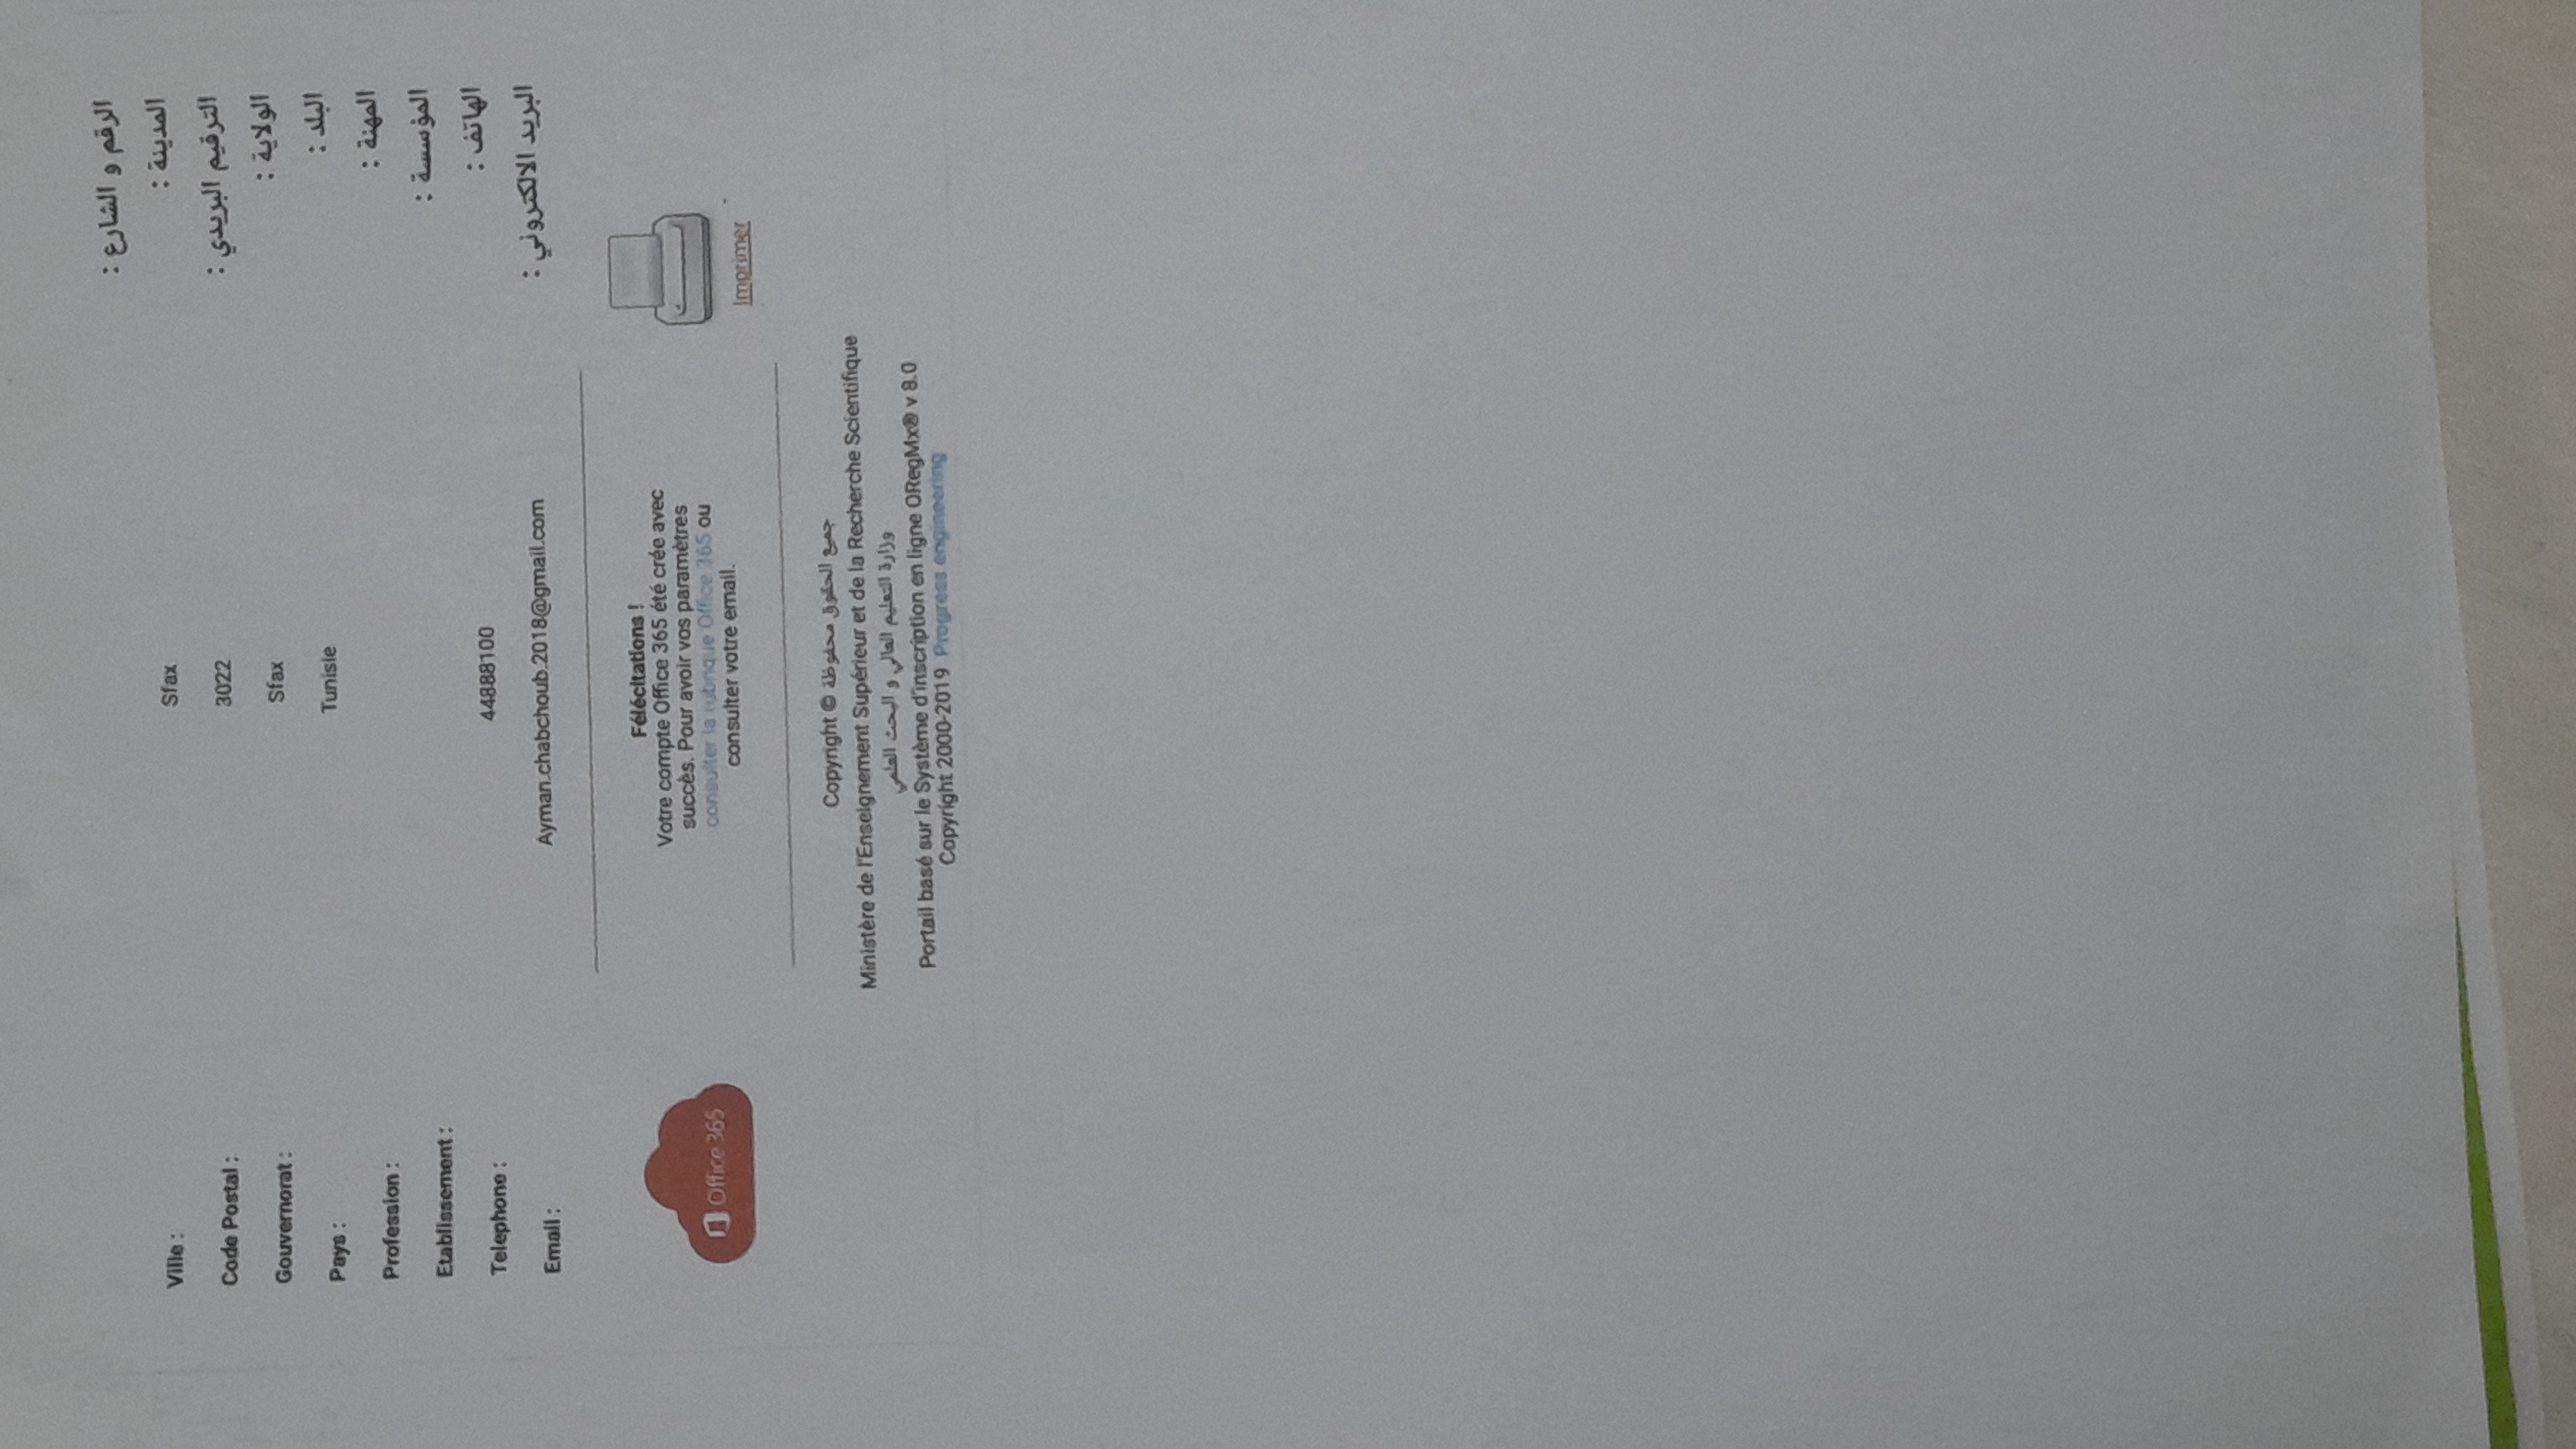 الرقم و الشارع :
Ville : Sfax المدينة :
Code Postal : 3022 الترقيم البريدي :
Gouvernorat : Sfax الولاية :
Pays : Tunisie البلد :
Profession : المهنة :
Etablissement : المؤسسة :
Telephone : 44888100 الهاتف :
Email : Ayman.chabchoub.2018@gmail.com البريد الالكتروني :
Félécitations !
Votre compte Office 365 été crée avec
succès. Pour avoir vos paramètres
consulter la rubrique Office 365 ou
consulter votre email.
Office 365
Imprimer
Copyright © جميع الحقوق محفوظة
Ministère de l'Enseignement Supérieur et de la Recherche Scientifique
وزارة التعليم العالي و البحث العلمي
Portail basé sur le Système d'inscription en ligne ORegMx® v 8.0
Copyright 2000-2019 Progress engineering